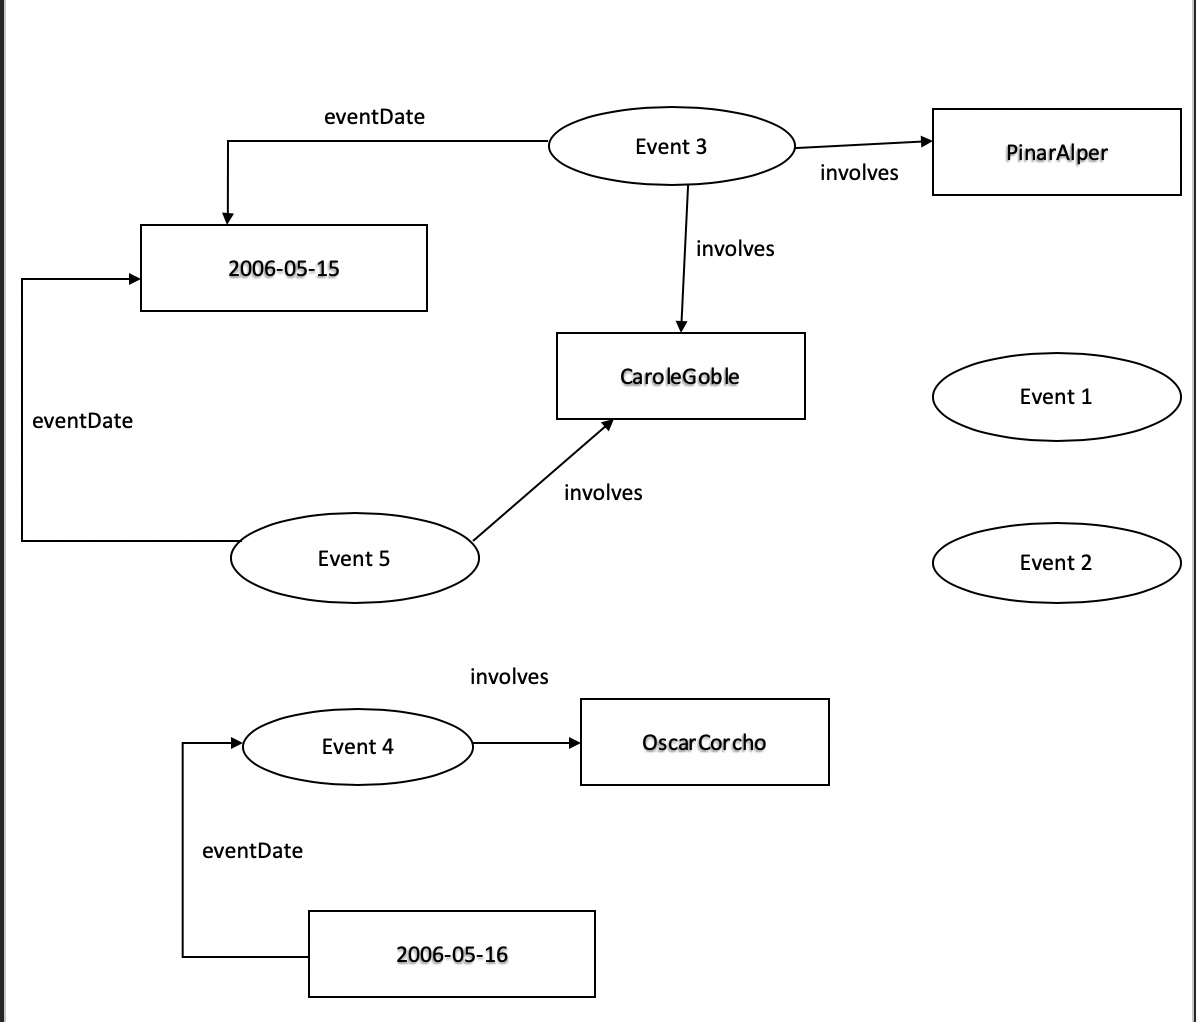 eventDate
Event 3
involves
PinarAlper
involves
2006-05-15
CaroleGoble
Event 1
eventDate
involves
Event 5
Event 2
involves
Event 4
OscarCorcho
eventDate
2006-05-16